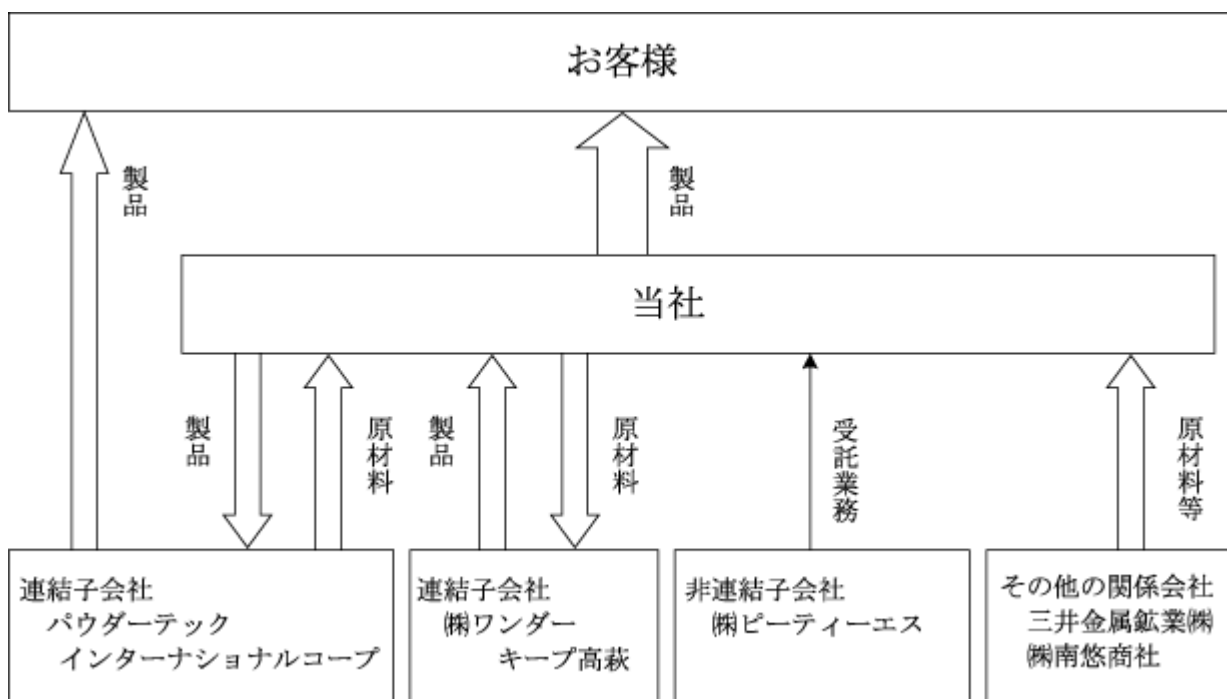 お客様
製品
製品
当社
製品
原材料
製品
原材料
受託業務
原材料等
連結子会社
パウダーテック
インターナショナルコープ
連結子会社
㈱ワンダー
キープ高萩
非連結子会社
㈱ピーティーエス
その他の関係会社
三井金属鉱業㈱
㈱南悠商社